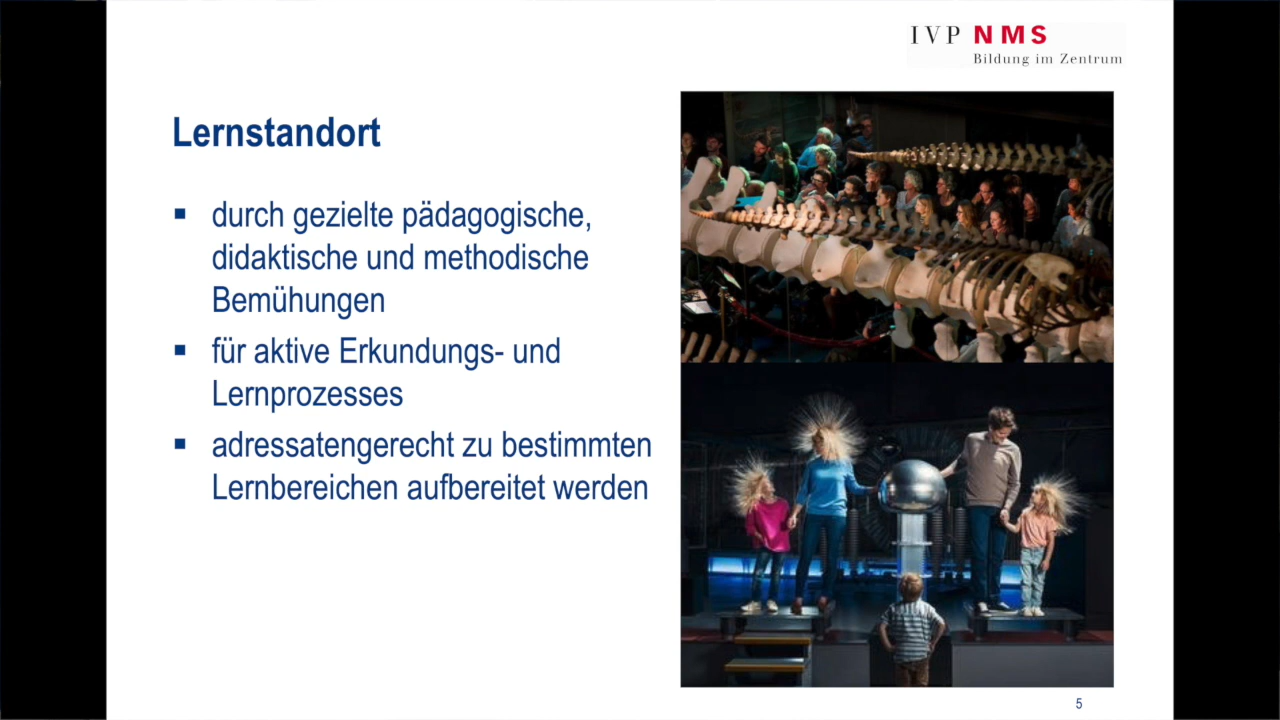 IVP NMS
Bildung im Zentrum
Lernstandort
▪ durch gezielte pädagogische,
didaktische und methodische
Bemühungen
▪ für aktive Erkundungs- und
Lernprozesses
▪ adressatengerecht zu bestimmten
Lernbereichen aufbereitet werden
5